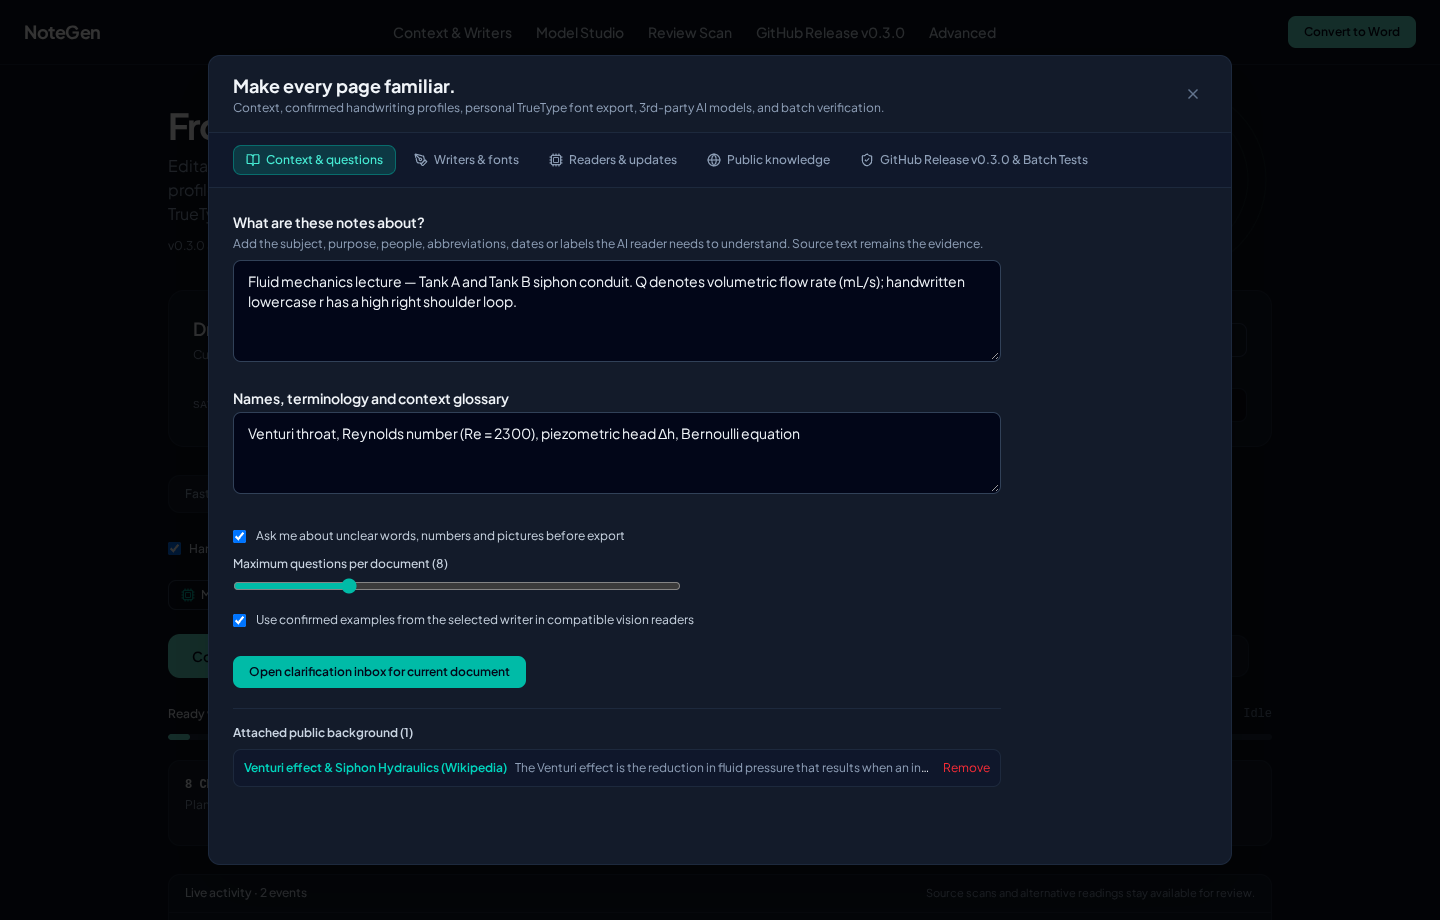 NoteGen
Context & Writers
Model Studio
Review Scan
GitHub Release v0.3.0
Advanced
Convert to Word
Make every page familiar.
Context, confirmed handwriting profiles, personal TrueType font export, 3rd-party AI models, and batch verification.
Context & questions
Writers & fonts
Readers & updates
Public knowledge
GitHub Release v0.3.0 & Batch Tests
What are these notes about?
Add the subject, purpose, people, abbreviations, dates or labels the AI reader needs to understand. Source text remains the evidence.
Fluid mechanics lecture — Tank A and Tank B siphon conduit. Q denotes volumetric flow rate (mL/s); handwritten
lowercase r has a high right shoulder loop.
Names, terminology and context glossary
Venturi throat, Reynolds number (Re = 2300), piezometric head Δh, Bernoulli equation
Ask me about unclear words, numbers and pictures before export
Maximum questions per document (8)
Use confirmed examples from the selected writer in compatible vision readers
Open clarification inbox for current document
Attached public background (1)
Venturi effect & Siphon Hydraulics (Wikipedia) The Venturi effect is the reduction in fluid pressure that results when an in... Remove
Ready
Idle
Live activity · 2 events
Source scans and alternative readings stay available for review.